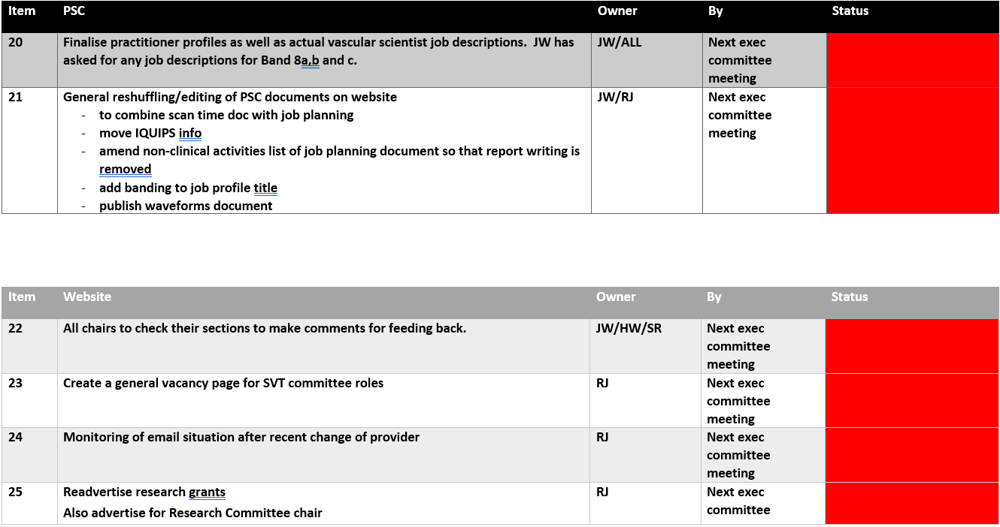 Item PSC Owner By Status
20 Finalise practitioner profiles as well as actual vascular scientist job descriptions. JW has JW/ALL Next exec
asked for any job descriptions for Band 8a,b and c. committee
meeting
21 General reshuffling/editing of PSC documents on website JW/RJ Next exec
- to combine scan time doc with job planning committee
- move IQUIPS info meeting
- amend non-clinical activities list of job planning document so that report writing is
removed
- add banding to job profile title
- publish waveforms document
Item Website Owner By Status
22 All chairs to check their sections to make comments for feeding back. JW/HW/SR Next exec
committee
meeting
23 Create a general vacancy page for SVT committee roles RJ Next exec
committee
meeting
24 Monitoring of email situation after recent change of provider RJ Next exec
committee
meeting
25 Readvertise research grants RJ Next exec
Also advertise for Research Committee chair committee